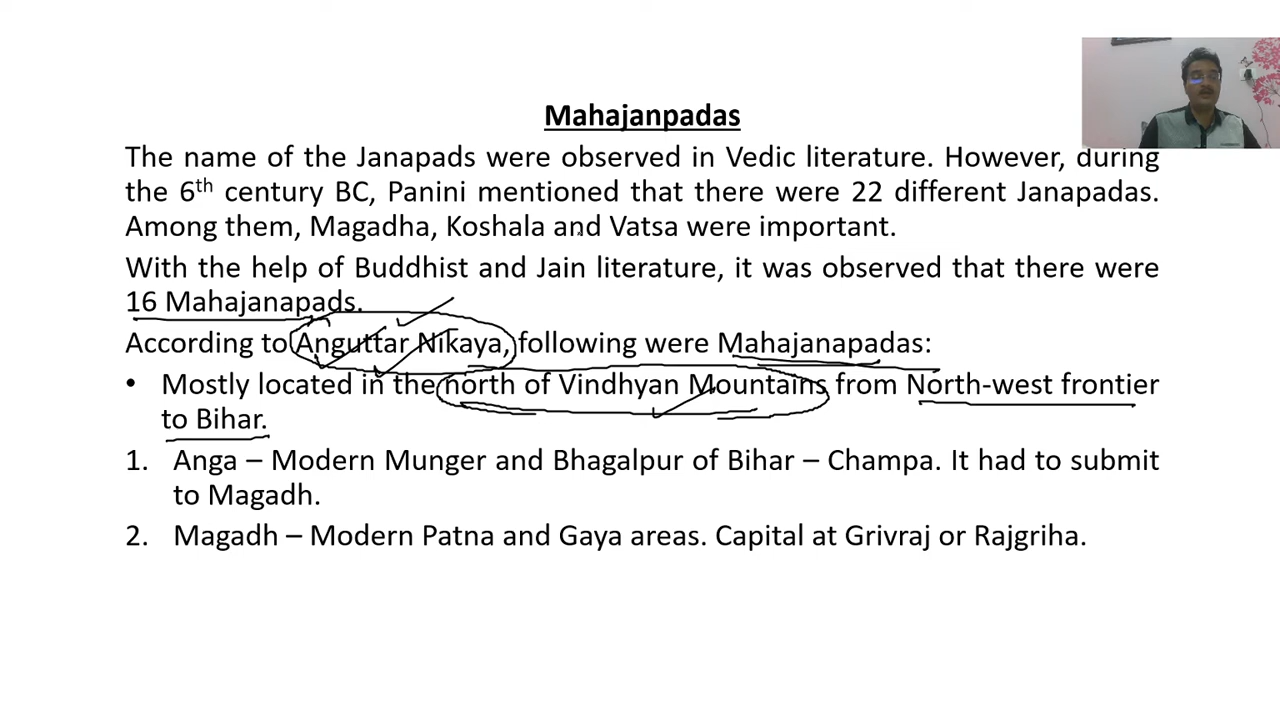 Mahajanpadas
The name of the Janapads were observed in Vedic literature. However, during
the 6th century BC, Panini mentioned that there were 22 different Janapadas.
Among them, Magadha, Koshala and Vatsa were important.
With the help of Buddhist and Jain literature, it was observed that there were
16 Mahajanapads.
According to Anguttar Nikaya, following were Mahajanapadas:
• Mostly located in the north of Vindhyan Mountains from North-west frontier
to Bihar.
1. Anga – Modern Munger and Bhagalpur of Bihar – Champa. It had to submit
to Magadh.
2. Magadh – Modern Patna and Gaya areas. Capital at Grivraj or Rajgriha.